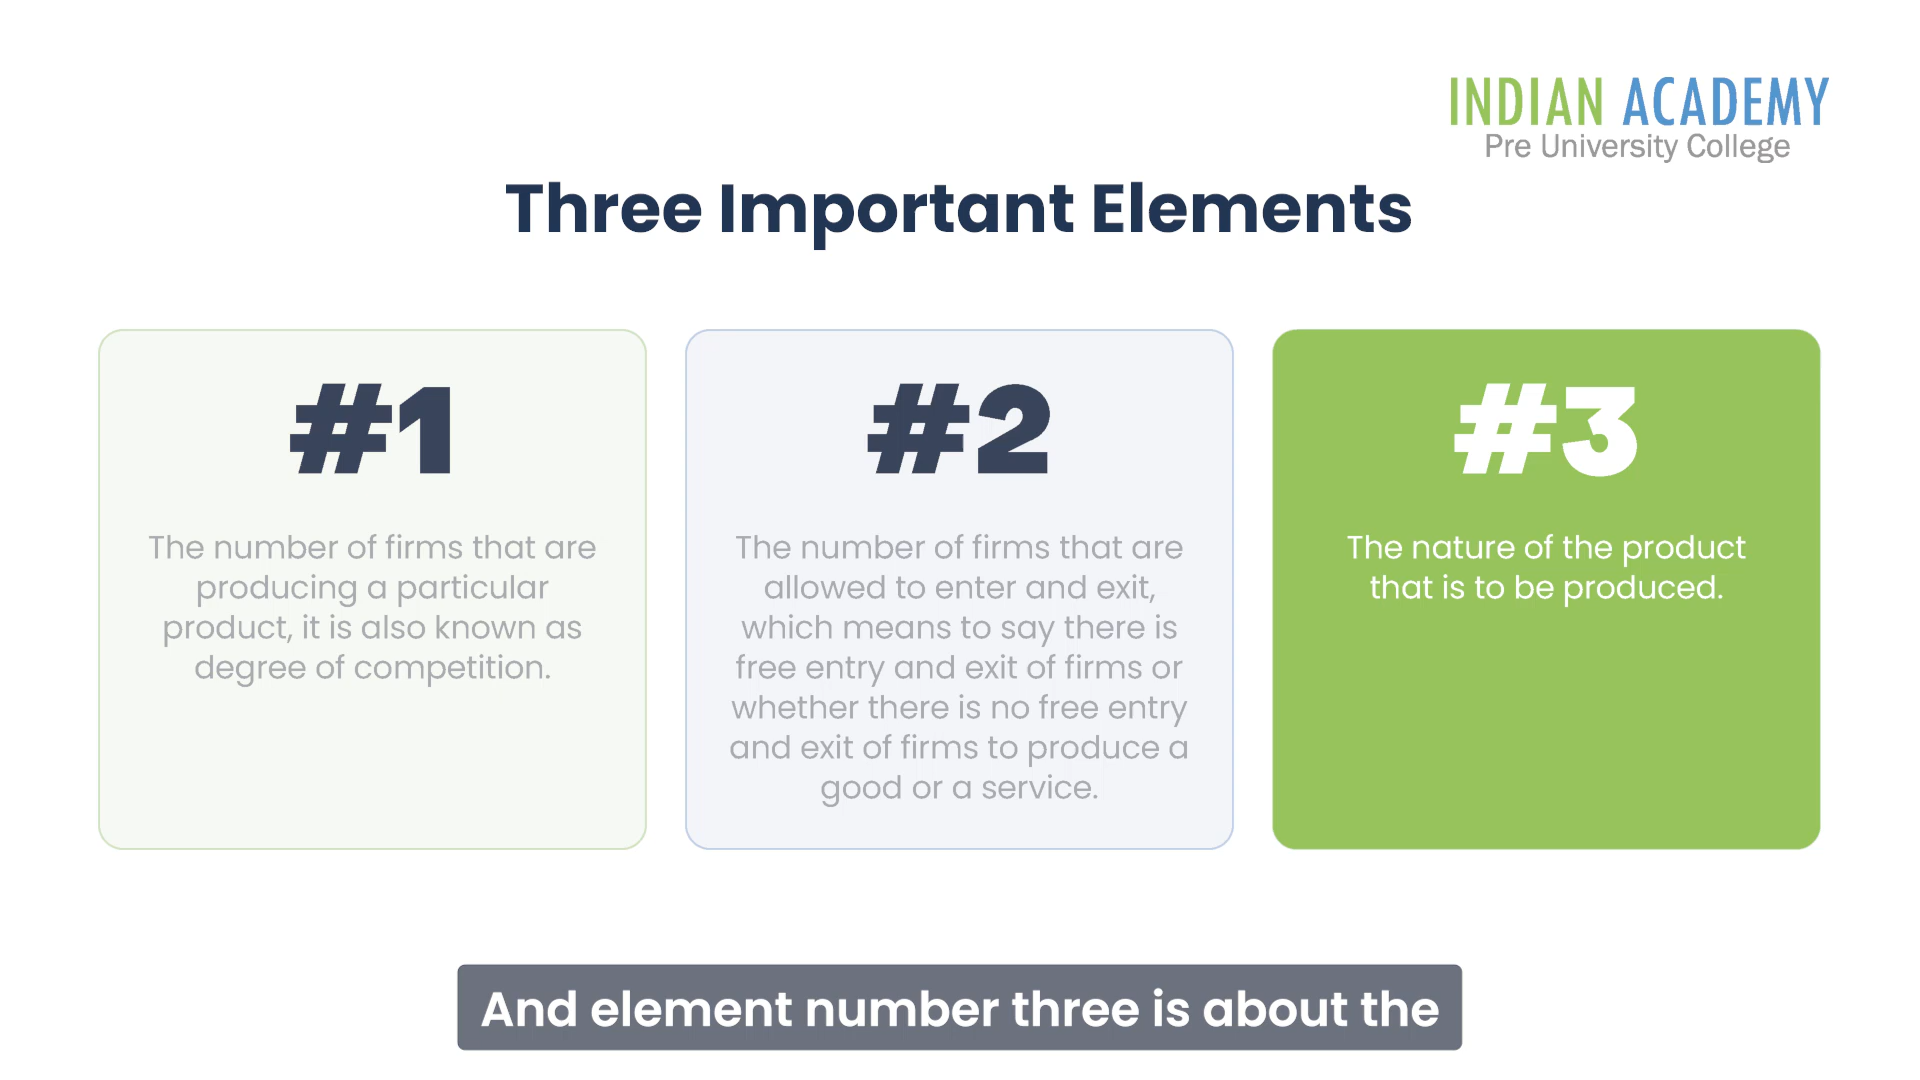 INDIAN ACADEMY
Pre University College
Three Important Elements
#1
The number of firms that are
producing a particular
product, it is also known as
degree of competition.
#2
The number of firms that are
allowed to enter and exit,
which means to say there is
free entry and exit of firms or
whether there is no free entry
and exit of firms to produce a
good or a service.
#3
The nature of the product
that is to be produced.
And element number three is about the